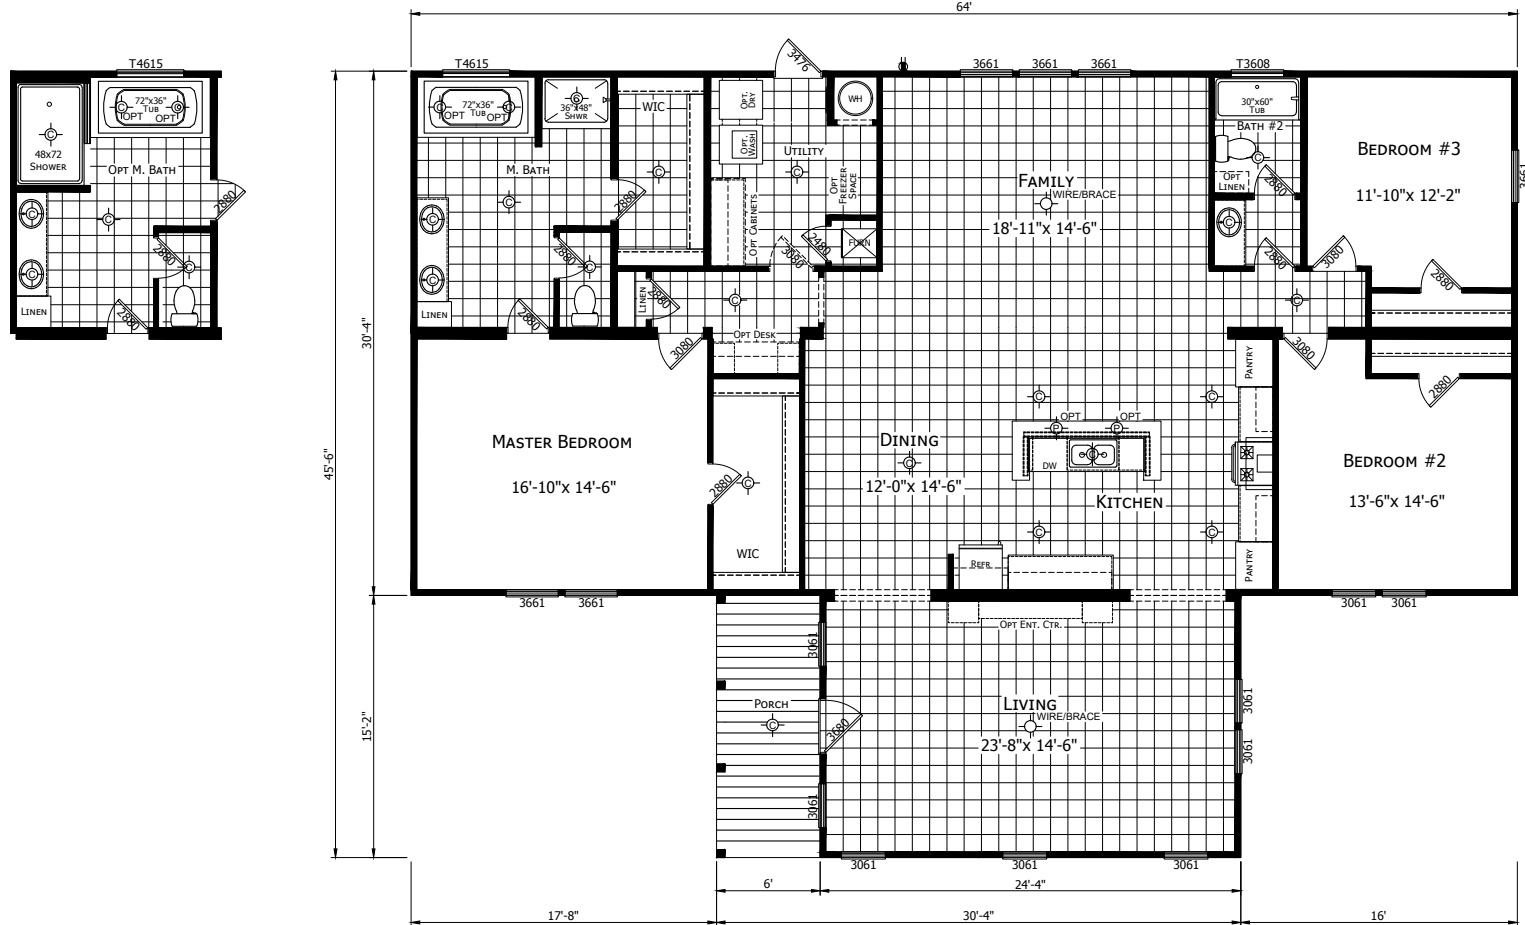 64'
T4615
72"x36"
TUB
OPT
OPT
48x72
SHOWER
OPT M. BATH
2880
2880
LINEN
2880
T4615
72"x36"
TUB
OPT
OPT
36"x48"
SHWR
M. BATH
2880
2880
LINEN
2880
WIC
3476
OPT. DRY
OPT. WASH
WH
UTILITY
OPT CABINETS
OPT FREEZER SPACE
2480
FURN
3080
LINEN
2880
OPT DESK
3080
3661
3661
3661
FAMILY
WIRE/BRACE
18'-11"x 14'-6"
T3608
30"x60"
TUB
BATH #2
OPT
LINEN
2880
2880
BEDROOM #3
11'-10"x 12'-2"
3661
3080
2880
30'-4"
45'-6"
MASTER BEDROOM
16'-10"x 14'-6"
2880
WIC
3661
3661
DINING
12'-0"x 14'-6"
OPT
OPT
DW
KITCHEN
REFR
PANTRY
PANTRY
3080
2880
BEDROOM #2
13'-6"x 14'-6"
3061
3061
15'-2"
3061
PORCH
3680
3061
OPT ENT. CTR.
LIVING
WIRE/BRACE
23'-8"x 14'-6"
3061
3061
3061
3061
3061
6'
24'-4"
17'-8"
30'-4"
16'